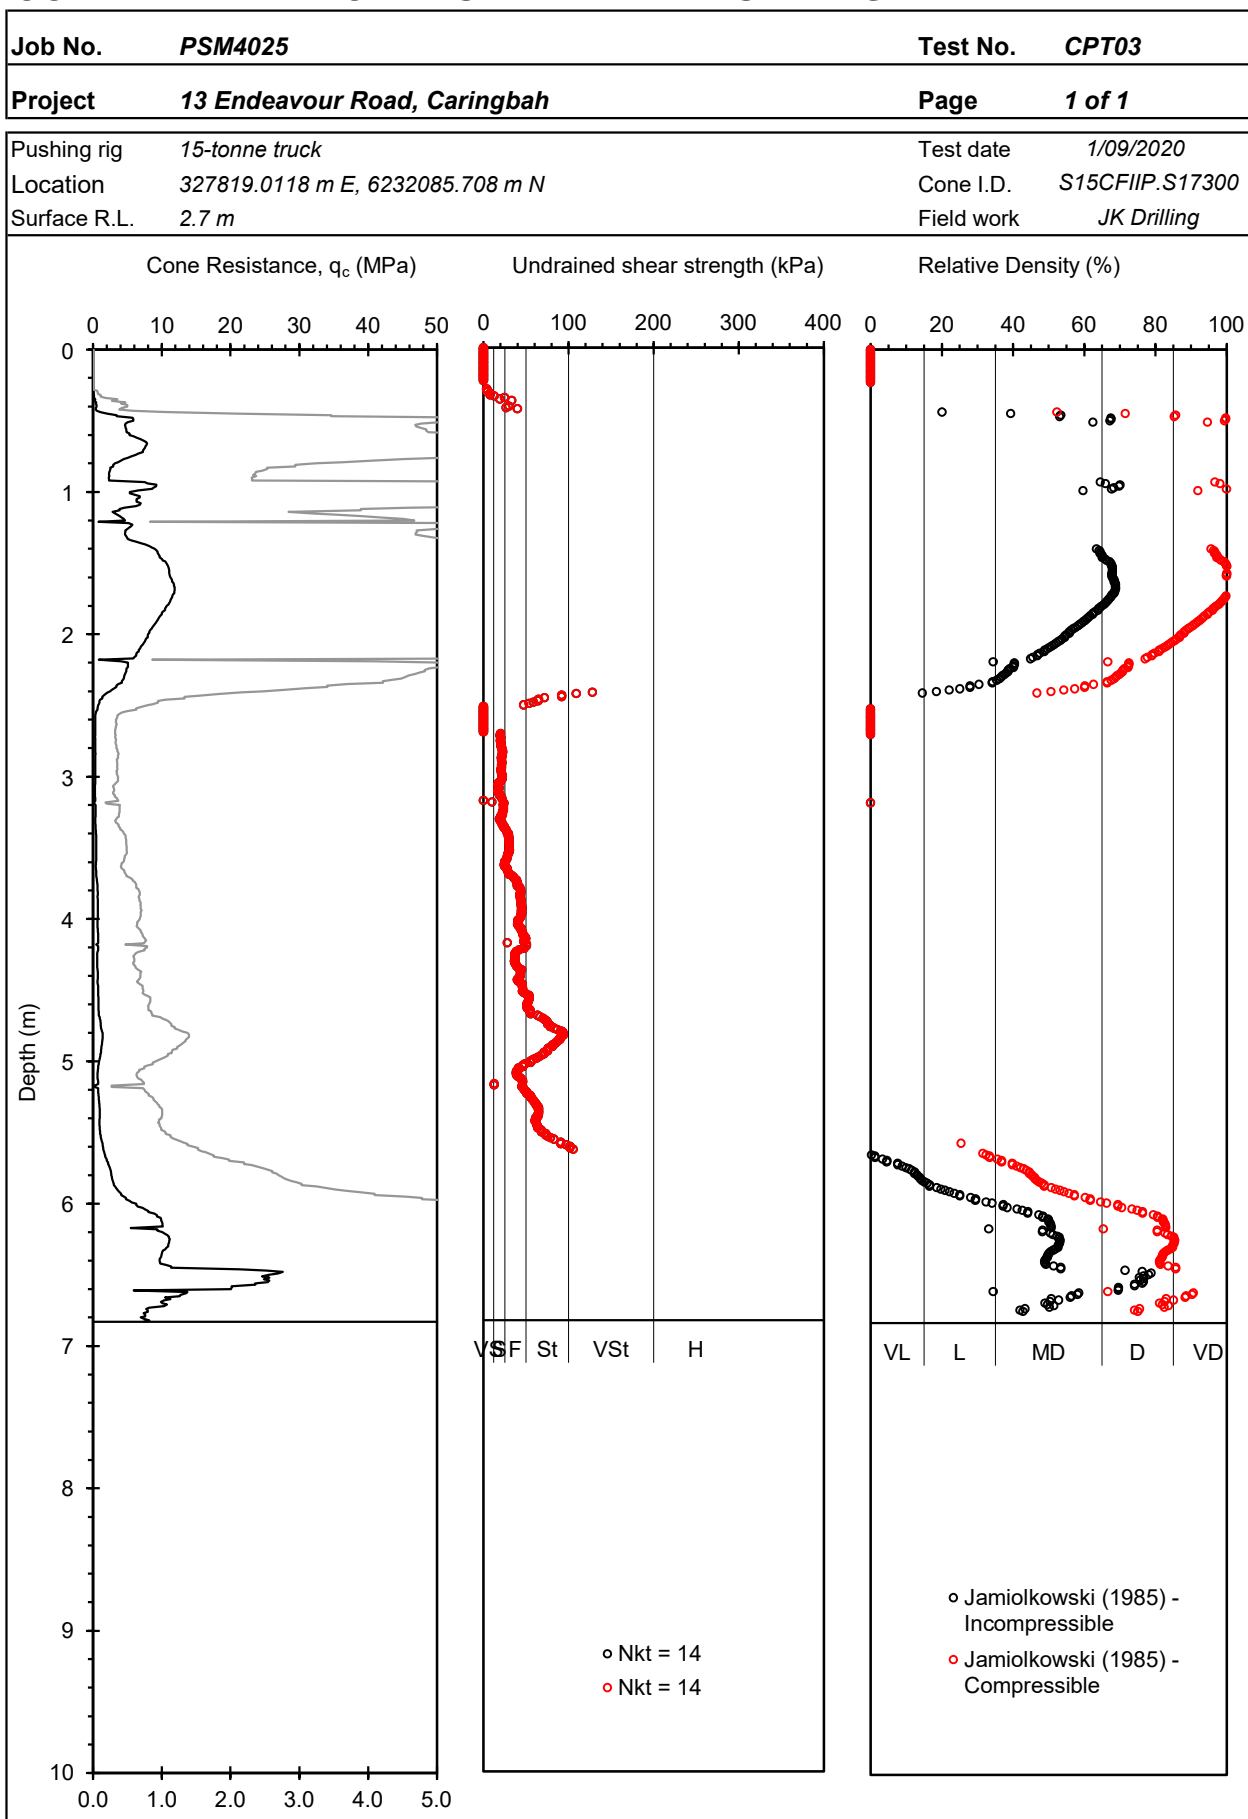 Job No. PSM4025 Test No. CPT03
Project 13 Endeavour Road, Caringbah Page 1 of 1
Pushing rig 15-tonne truck Test date 1/09/2020
Location 327819.0118 m E, 6232085.708 m N Cone I.D. S15CFIIP.S17300
Surface R.L. 2.7 m Field work JK Drilling
Cone Resistance, qc (MPa) Undrained shear strength (kPa) Relative Density (%)
0 10 20 30 40 50 0 100 200 300 400 0 20 40 60 80 100
0
1
2
3
4
Depth (m)
5
6
7
VS S F St VSt H VL L MD D VD
8
9
10
0.0 1.0 2.0 3.0 4.0 5.0
Nkt = 14
Nkt = 14
Jamiolkowski (1985) -
Incompressible
Jamiolkowski (1985) -
Compressible